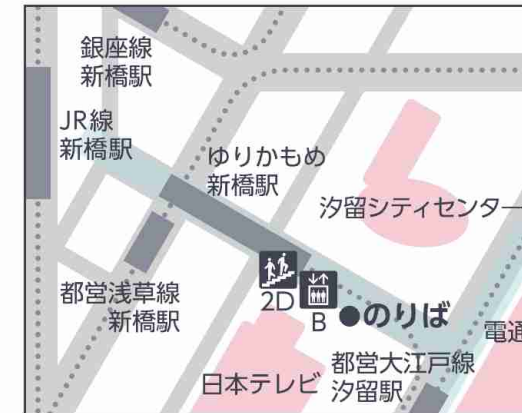 銀座線
新橋駅
JR線
新橋駅
ゆりかもめ
新橋駅
汐留シティセンター
都営浅草線
新橋駅
2D
B
●のりば
電通
都営大江戸線
汐留駅
日本テレビ